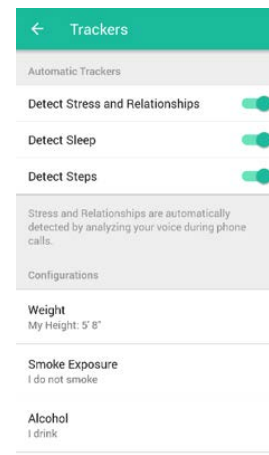 Trackers
Automatic Trackers
Detect Stress and Relationships
Detect Sleep
Detect Steps
Stress and Relationships are automatically
detected by analyzing your voice during phone
calls.
Configurations
Weight
My Height: 5' 8"
Smoke Exposure
I do not smoke
Alcohol
I drink